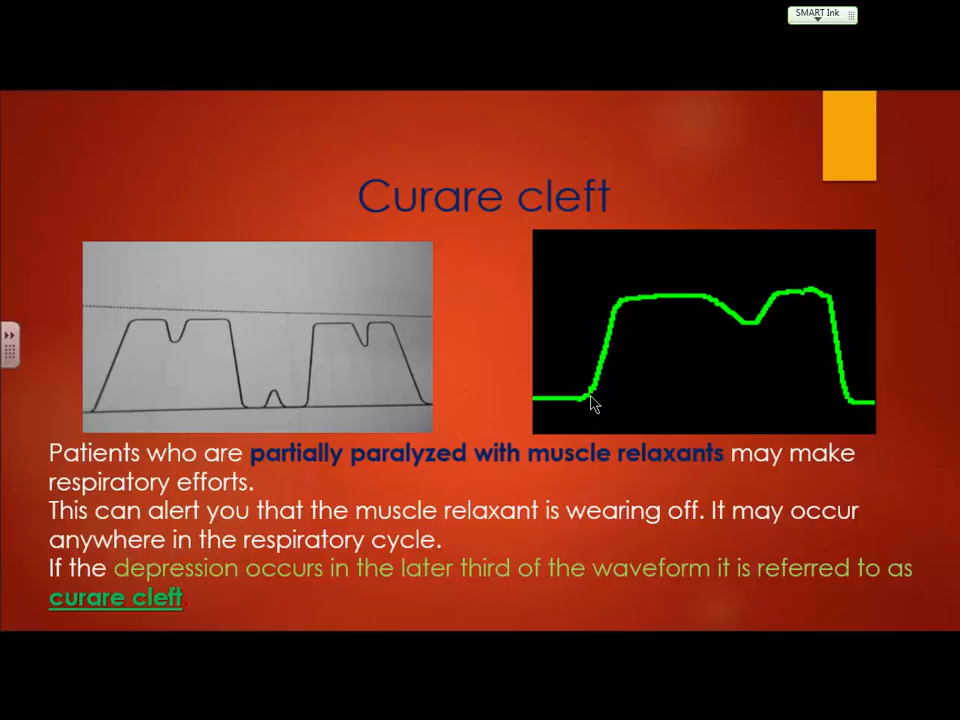 SMART Ink
Curare cleft
Patients who are partially paralyzed with muscle relaxants may make
respiratory efforts.
This can alert you that the muscle relaxant is wearing off. It may occur
anywhere in the respiratory cycle.
If the depression occurs in the later third of the waveform it is referred to as
curare cleft.